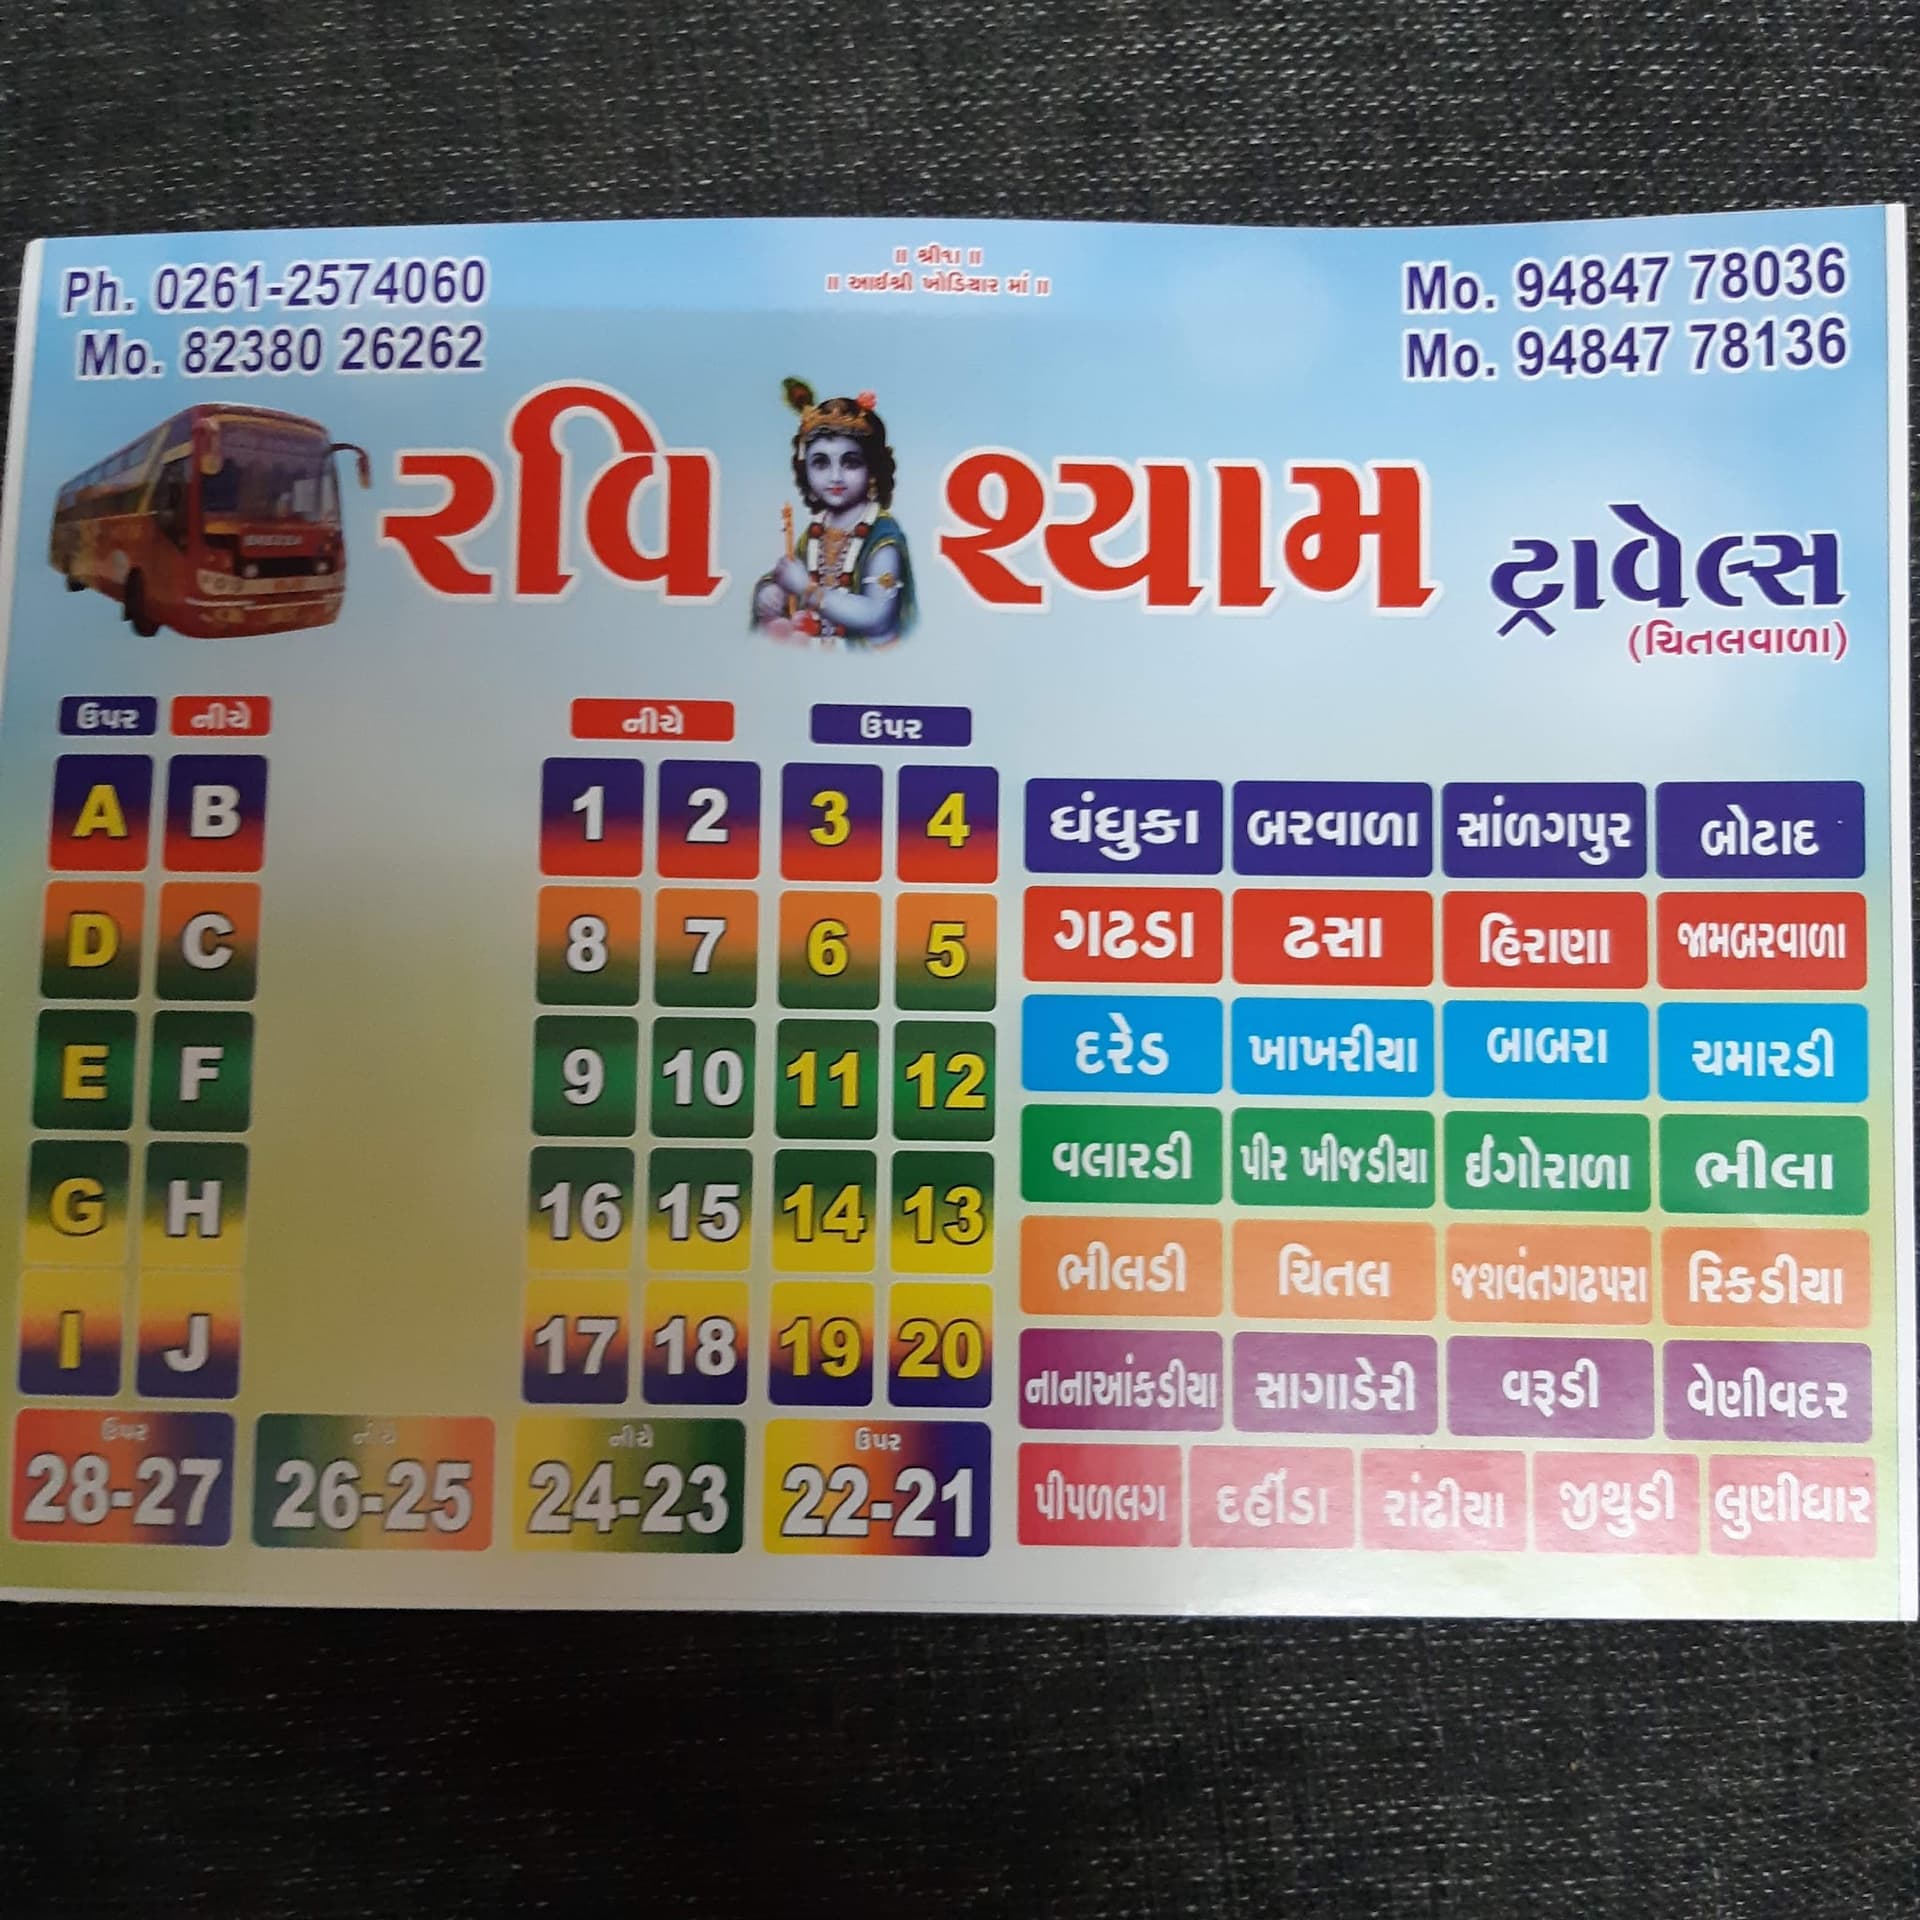 Ph. 0261-2574060
Mo. 82380 26262
॥ શ્રી૧ા ॥
॥ આઈશ્રી ખોડિયાર માં ॥
Mo. 94847 78036
Mo. 94847 78136
રવિ શ્યામ ટ્રાવેલ્સ
(ચિતલવાળા)
ઉપર નીચે નીચે ઉપર
A B 1 2 3 4
D C 8 7 6 5
E F 9 10 11 12
G H 16 15 14 13
I J 17 18 19 20
ઉપર નીચે નીચે ઉપર
28-27 26-25 24-23 22-21
ધંધુકા બરવાળા સાંળગપુર બોટાદ
ગઢડા ઢસા હિરાણા જામબરવાળા
દરેડ ખાખરીયા બાબરા ચમારડી
વલારડી પીર ખીજડીયા ઈંગોરાળા ભીલા
ભીલડી ચિતલ જશવંતગઢપરા રિકડીયા
નાનાઆંકડીયા સાગાડેરી વરૂડી વેણીવદર
પીપળલગ દહીંડા રાંઢીયા જીથુડી લુણીધાર